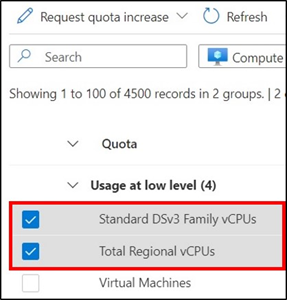 Request quota increase Refresh
Search Compute
Showing 1 to 100 of 4500 records in 2 groups. | 2
Quota
Usage at low level (4)
Standard DSv3 Family vCPUs
Total Regional vCPUs
Virtual Machines